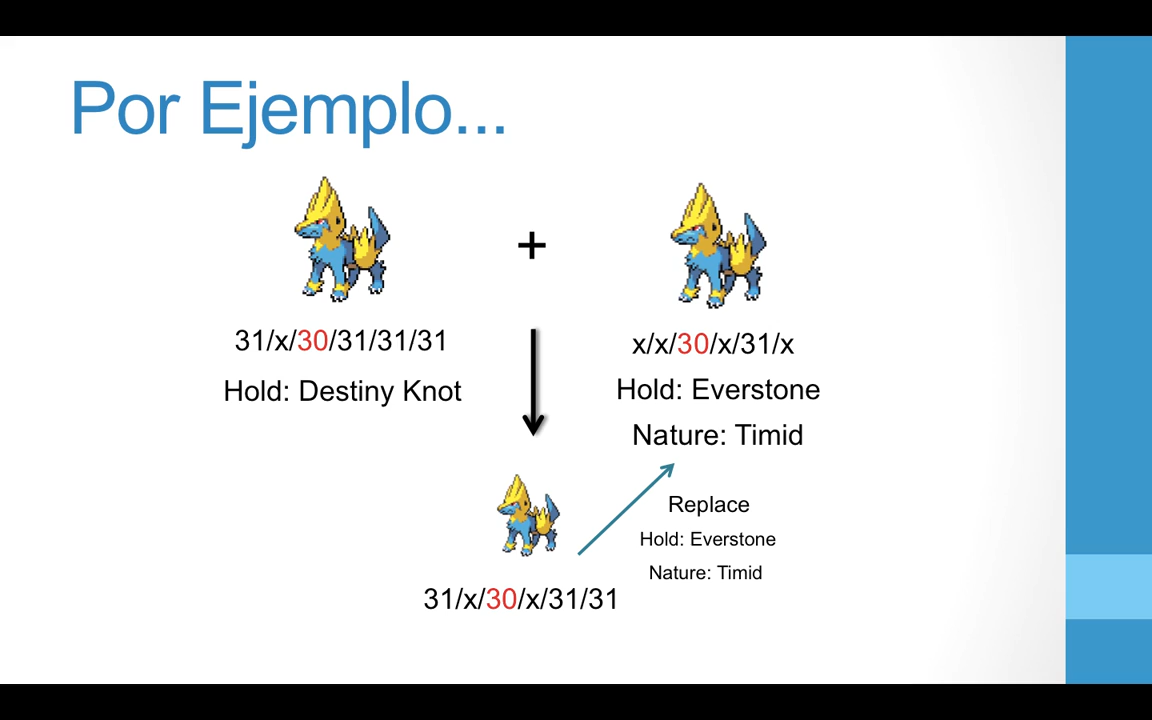 Por Ejemplo...
+
31/x/30/31/31/31
x/x/30/x/31/x
Hold: Destiny Knot
Hold: Everstone
Nature: Timid
Replace
Hold: Everstone
Nature: Timid
31/x/30/x/31/31